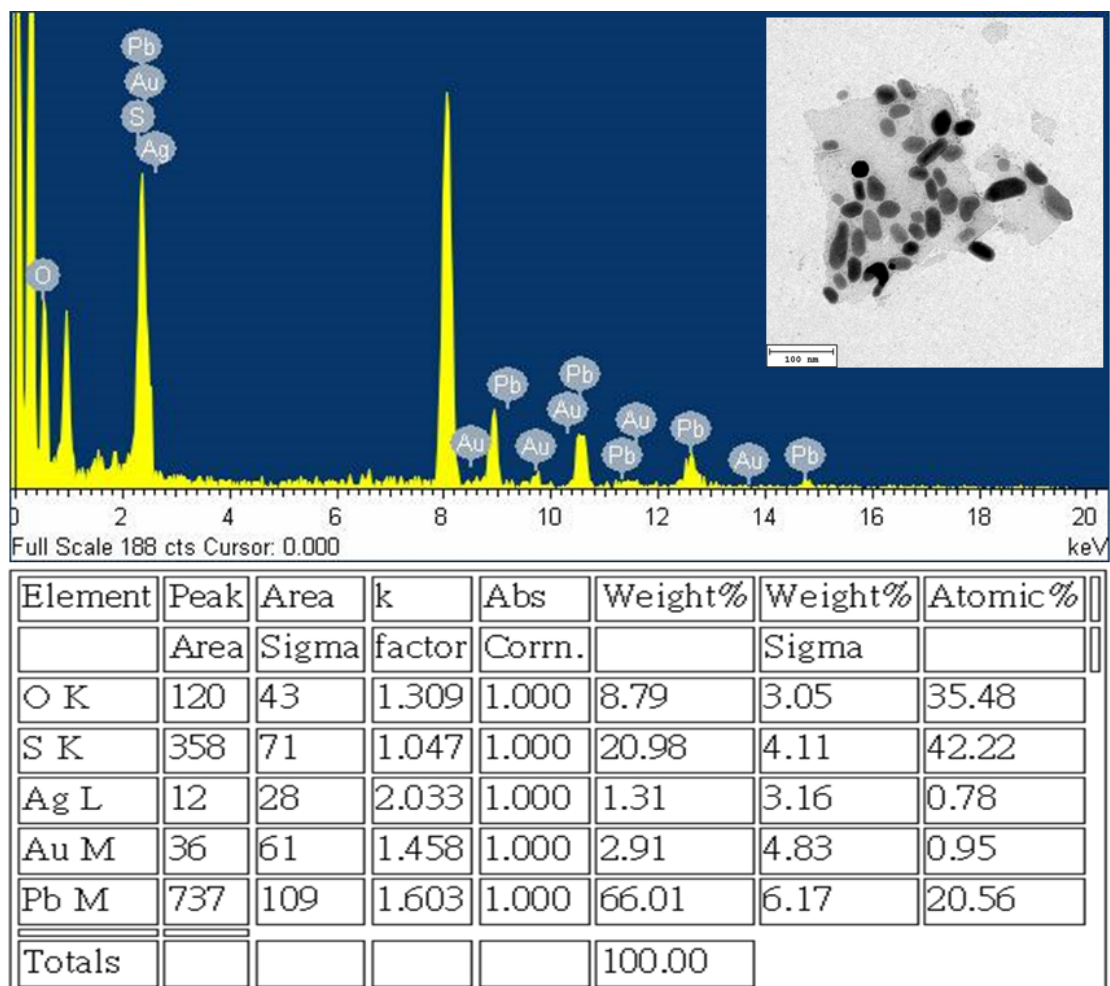 Pb
Au
S
Ag
O
Pb
Pb
Au
Au
Pb
Au
Au
Pb
Au
Pb
100 nm
0 2 4 6 8 10 12 14 16 18 20
Full Scale 188 cts Cursor: 0.000 keV
Element Peak Area k Abs Weight% Weight% Atomic%
Area Sigma factor Corrn. Sigma
O K 120 43 1.309 1.000 8.79 3.05 35.48
S K 358 71 1.047 1.000 20.98 4.11 42.22
Ag L 12 28 2.033 1.000 1.31 3.16 0.78
Au M 36 61 1.458 1.000 2.91 4.83 0.95
Pb M 737 109 1.603 1.000 66.01 6.17 20.56
Totals 100.00